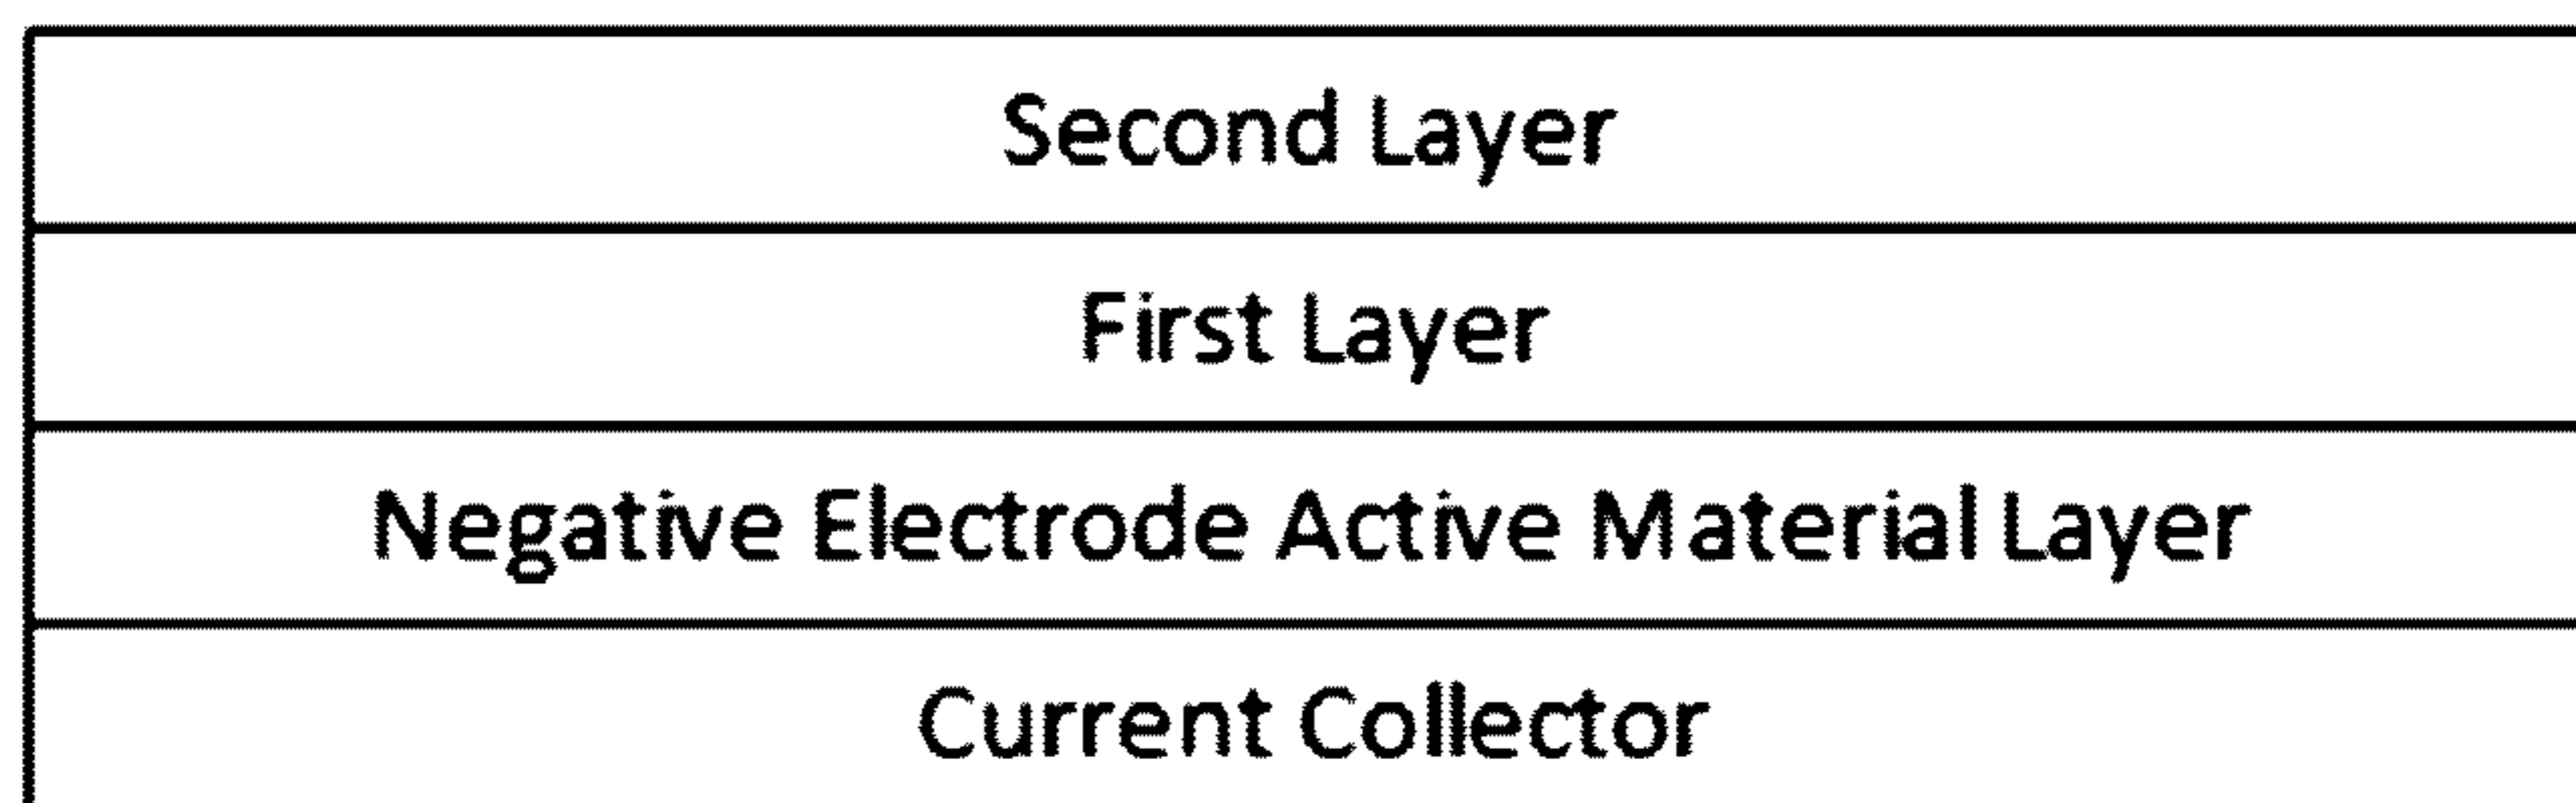 Second Layer
First Layer
Negative Electrode Active Material Layer
Current Collector